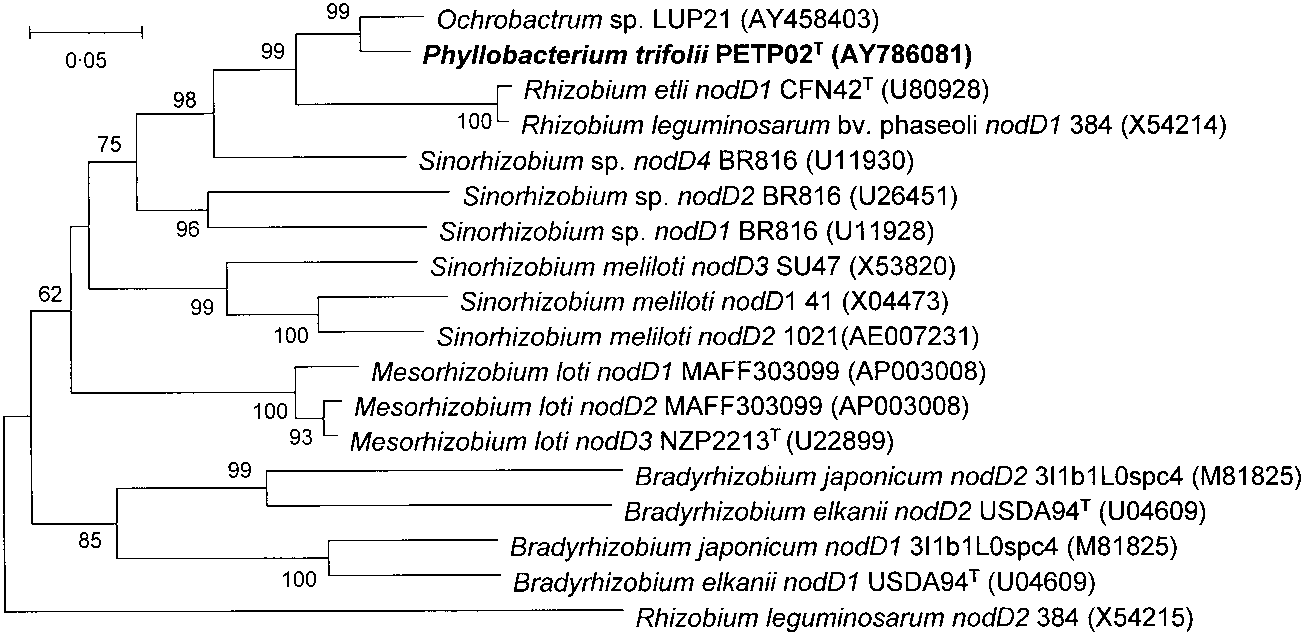 99
Ochrobactrum sp. LUP21 (AY458403)
0·05
99
Phyllobacterium trifolii PETP02ᵀ (AY786081)
98
Rhizobium etli nodD1 CFN42ᵀ (U80928)
100
Rhizobium leguminosarum bv. phaseoli nodD1 384 (X54214)
75
Sinorhizobium sp. nodD4 BR816 (U11930)
Sinorhizobium sp. nodD2 BR816 (U26451)
96
Sinorhizobium sp. nodD1 BR816 (U11928)
Sinorhizobium meliloti nodD3 SU47 (X53820)
62
99
Sinorhizobium meliloti nodD1 41 (X04473)
100
Sinorhizobium meliloti nodD2 1021(AE007231)
Mesorhizobium loti nodD1 MAFF303099 (AP003008)
100
Mesorhizobium loti nodD2 MAFF303099 (AP003008)
93
Mesorhizobium loti nodD3 NZP2213ᵀ (U22899)
99
Bradyrhizobium japonicum nodD2 3I1b1L0spc4 (M81825)
Bradyrhizobium elkanii nodD2 USDA94ᵀ (U04609)
85
Bradyrhizobium japonicum nodD1 3I1b1L0spc4 (M81825)
100
Bradyrhizobium elkanii nodD1 USDA94ᵀ (U04609)
Rhizobium leguminosarum nodD2 384 (X54215)